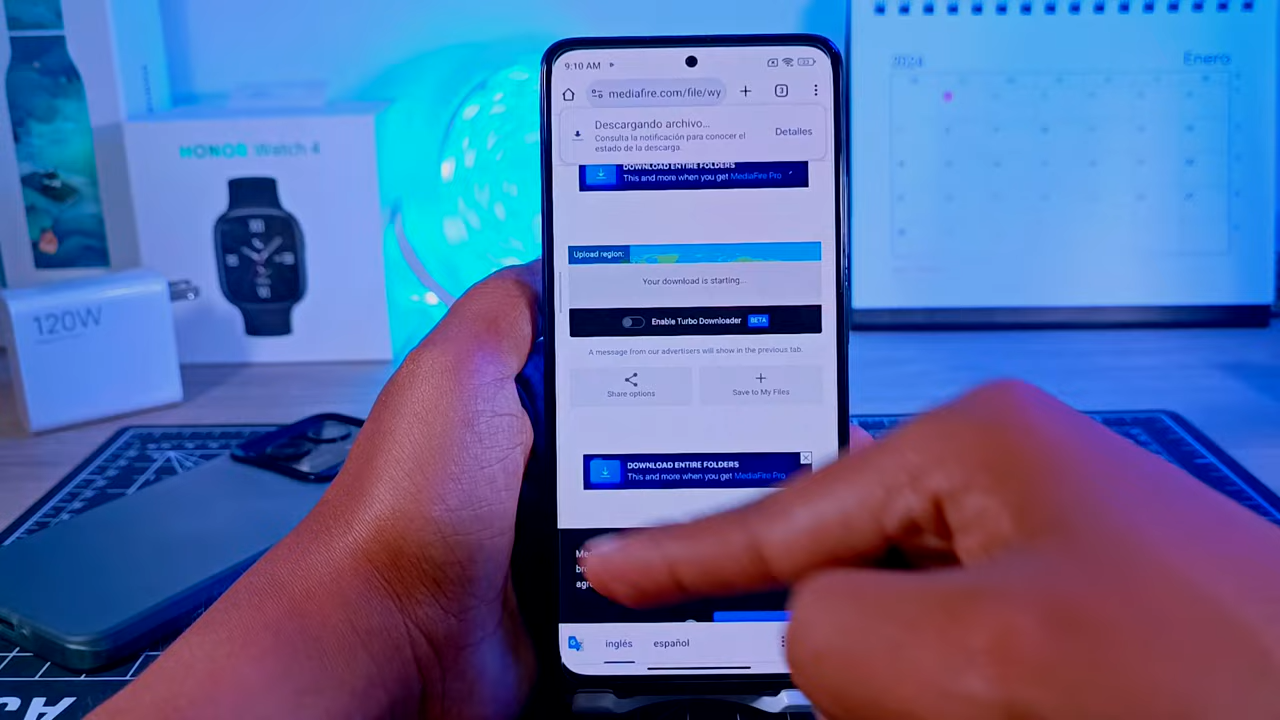 9:10 AM
mediafire.com/file/wy
3
Descargando archivo...
Consulta la notificación para conocer el
estado de la descarga.
Detalles
DOWNLOAD ENTIRE FOLDERS
This and more when you get MediaFire Pro
Upload region:
Your download is starting...
Enable Turbo Downloader BETA
A message from our advertisers will show in the previous tab.
Share options
Save to My Files
DOWNLOAD ENTIRE FOLDERS
This and more when you get MediaFire Pro
inglés español
HONOR Watch 4
120W
2024
Enero